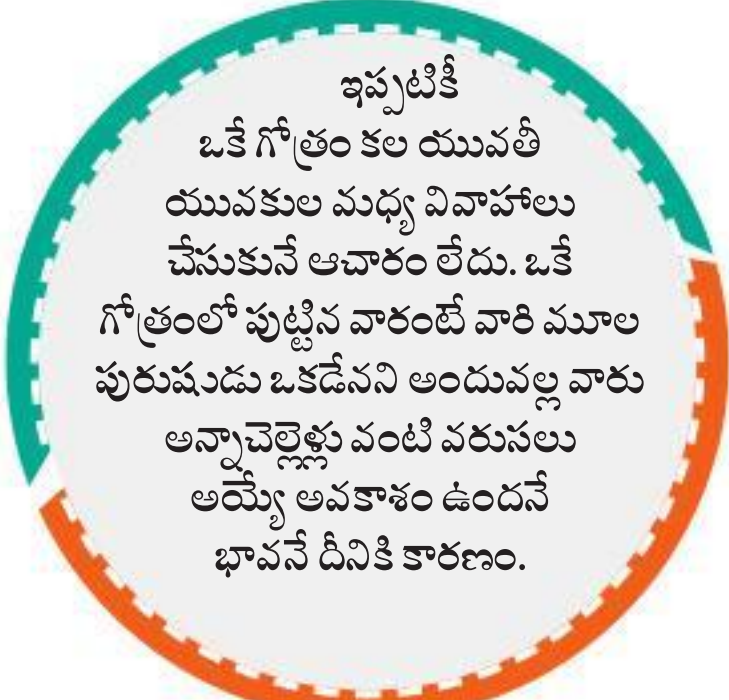 ఇప్పటికీ
ఒకే గోత్రం కల యువతీ
యువకుల మధ్య వివాహాలు
చేసుకునే ఆచారం లేదు. ఒకే
గోత్రంలో పుట్టిన వారంటే వారి మూల
పురుషుడు ఒకడేనని అందువల్ల వారు
అన్నాచెల్లెళ్లు వంటి వరుసలు
అయ్యే అవకాశం ఉందనే
భావనే దీనికి కారణం.